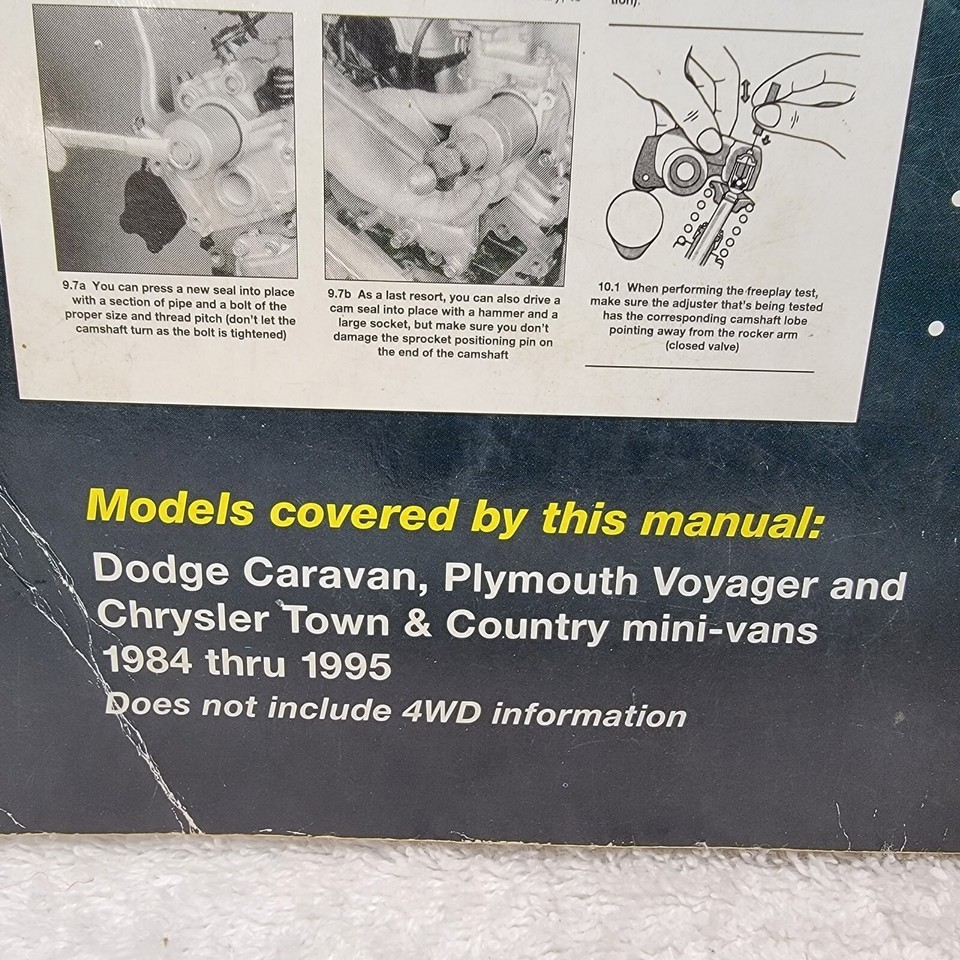 tion).
9.7a You can press a new seal into place
with a section of pipe and a bolt of the
proper size and thread pitch (don't let the
camshaft turn as the bolt is tightened)
9.7b As a last resort, you can also drive a
cam seal into place with a hammer and a
large socket, but make sure you don't
damage the sprocket positioning pin on
the end of the camshaft
10.1 When performing the freeplay test,
make sure the adjuster that's being tested
has the corresponding camshaft lobe
pointing away from the rocker arm
(closed valve)
Models covered by this manual:
Dodge Caravan, Plymouth Voyager and
Chrysler Town & Country mini-vans
1984 thru 1995
Does not include 4WD information